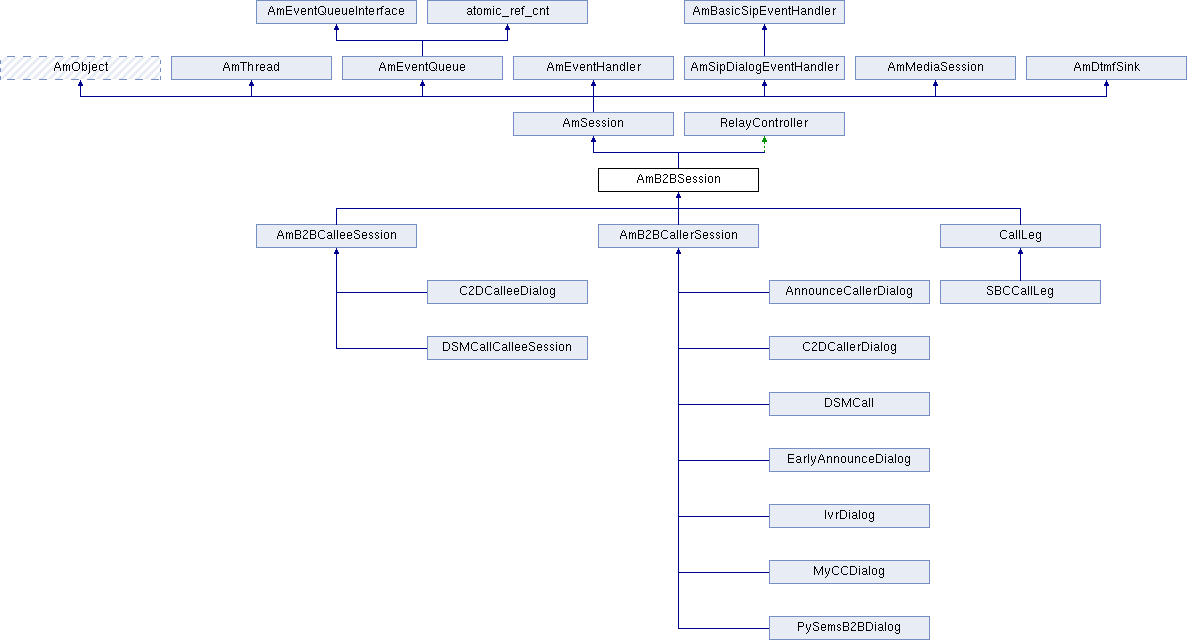 AmEventQueueInterface
atomic_ref_cnt
AmBasicSipEventHandler
AmObject
AmThread
AmEventQueue
AmEventHandler
AmSipDialogEventHandler
AmMediaSession
AmDtmfSink
AmSession
RelayController
AmB2BSession
AmB2BCalleeSession
AmB2BCallerSession
CallLeg
C2DCalleeDialog
AnnounceCallerDialog
SBCCallLeg
DSMCallCalleeSession
C2DCallerDialog
DSMCall
EarlyAnnounceDialog
IvrDialog
MyCCDialog
PySemsB2BDialog